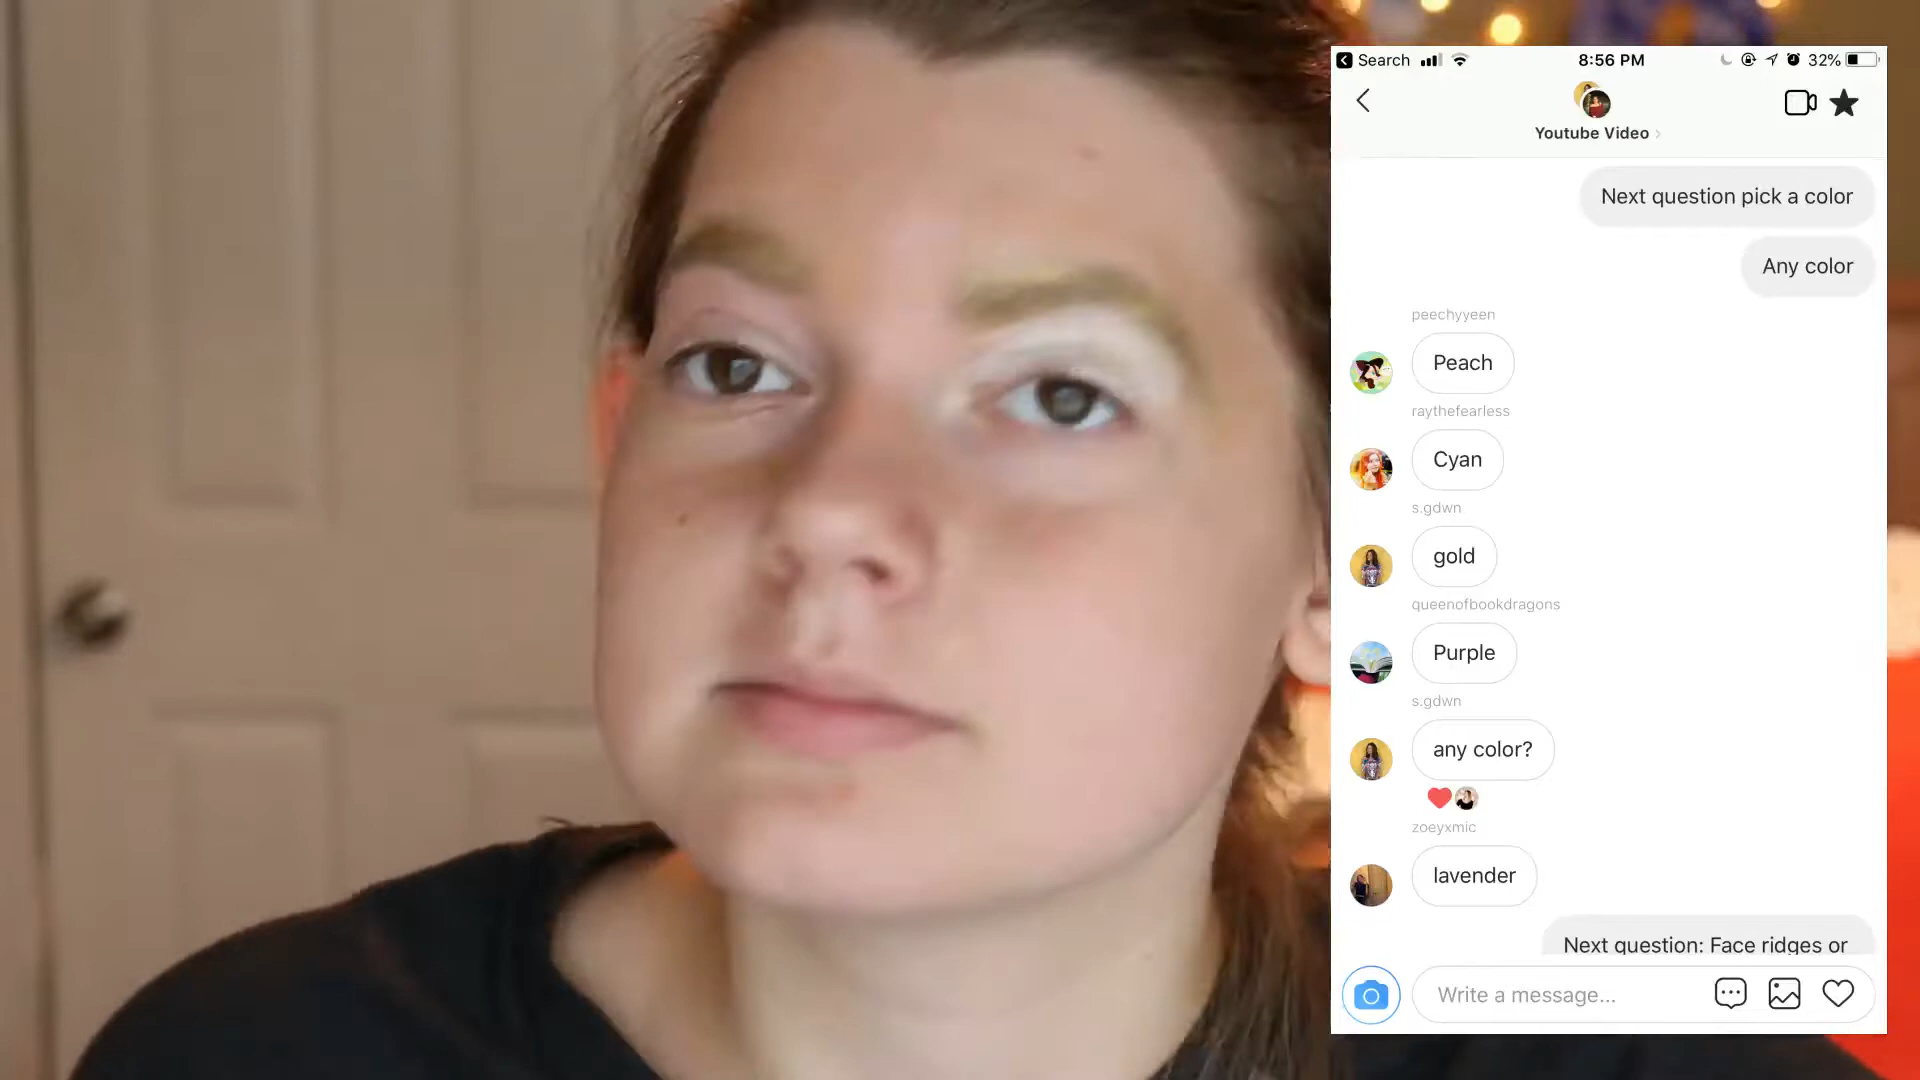 Search
8:56 PM
32%
Youtube Video
Next question pick a color
Any color
peechyyeen
Peach
raythefearless
Cyan
s.gdwn
gold
queenofbookdragons
Purple
s.gdwn
any color?
zoeyxmic
lavender
Next question: Face ridges or
Write a message...